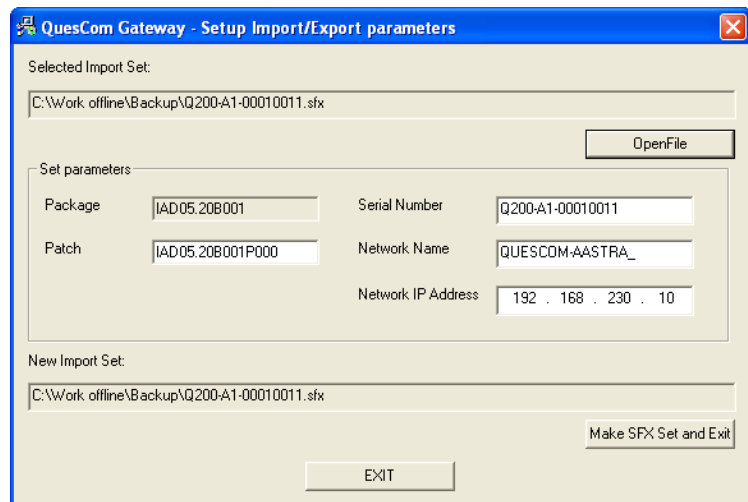 QuesCom Gateway - Setup Import/Export parameters
Selected Import Set:
C:\Work offline\Backup\Q200-A1-00010011.sfx
OpenFile
Set parameters
Package IAD05.20B001 Serial Number Q200-A1-00010011
Patch IAD05.20B001P000 Network Name QUESCOM-AASTRA_
Network IP Address 192 . 168 . 230 . 10
New Import Set:
C:\Work offline\Backup\Q200-A1-00010011.sfx
Make SFX Set and Exit
EXIT